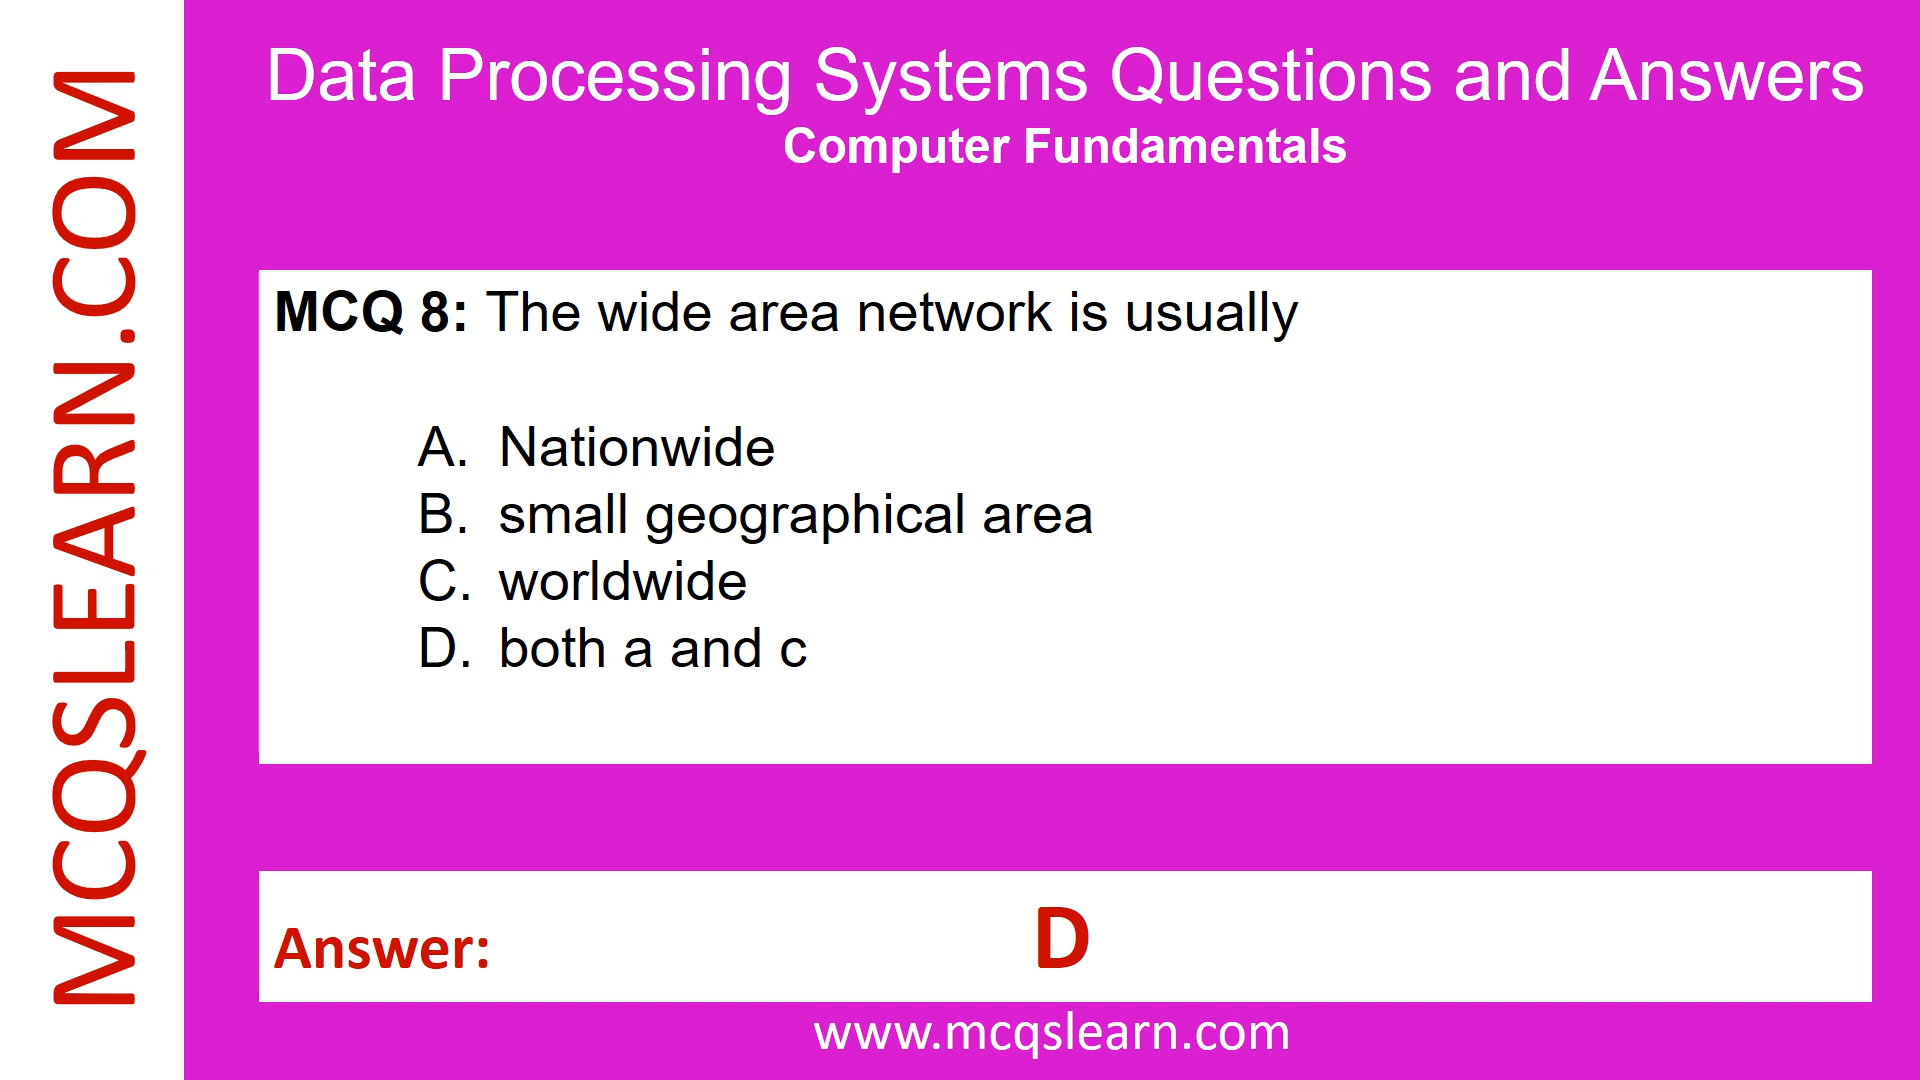 MCQSLEARN.COM
Data Processing Systems Questions and Answers
Computer Fundamentals
MCQ 8: The wide area network is usually
A. Nationwide
B. small geographical area
C. worldwide
D. both a and c
Answer: D
www.mcqslearn.com